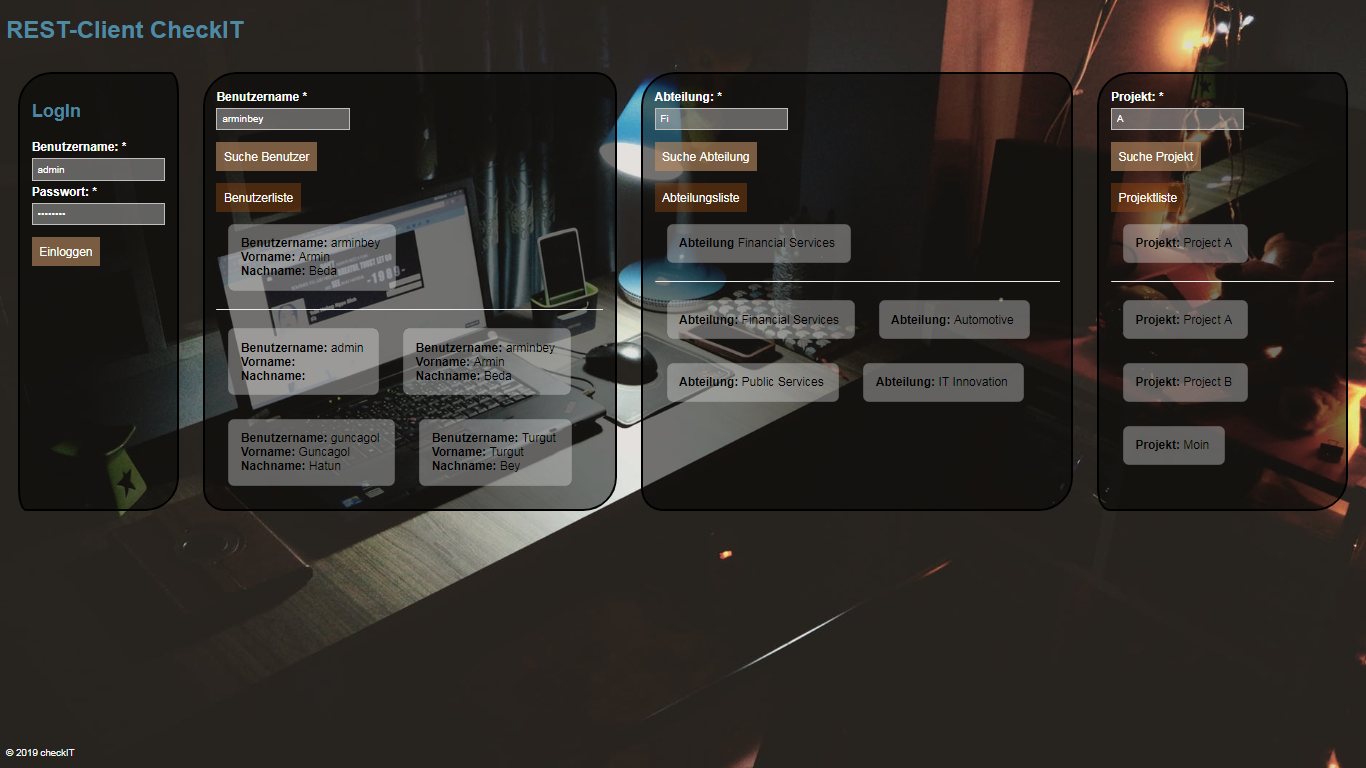 REST-Client CheckIT
LogIn
Benutzername: *
admin
Passwort: *
--------
Einloggen
Benutzername *
arminbey
Suche Benutzer
Benutzerliste
Benutzername: arminbey
Vorname: Armin
Nachname: Beda
Benutzername: admin
Vorname:
Nachname:
Benutzername: arminbey
Vorname: Armin
Nachname: Beda
Benutzername: guncagol
Vorname: Guncagol
Nachname: Hatun
Benutzername: Turgut
Vorname: Turgut
Nachname: Bey
Abteilung: *
Fi
Suche Abteilung
Abteilungsliste
Abteilung Financial Services
Abteilung: Financial Services
Abteilung: Automotive
Abteilung: Public Services
Abteilung: IT Innovation
Projekt: *
A
Suche Projekt
Projektliste
Projekt: Project A
Projekt: Project A
Projekt: Project B
Projekt: Moin
-1989-
© 2019 checkIT